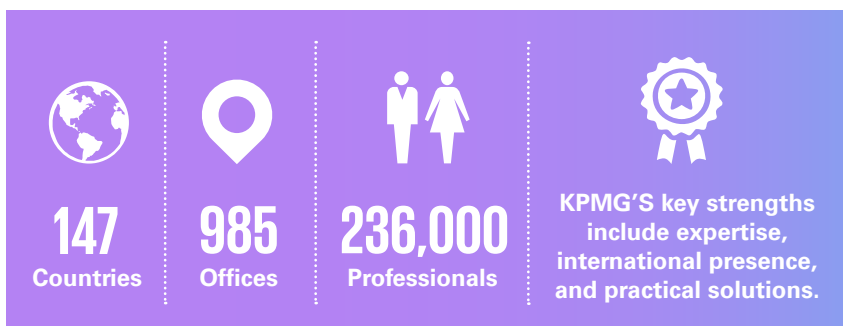 147
Countries
985
Offices
236,000
Professionals
KPMG'S key strengths
include expertise,
international presence,
and practical solutions.